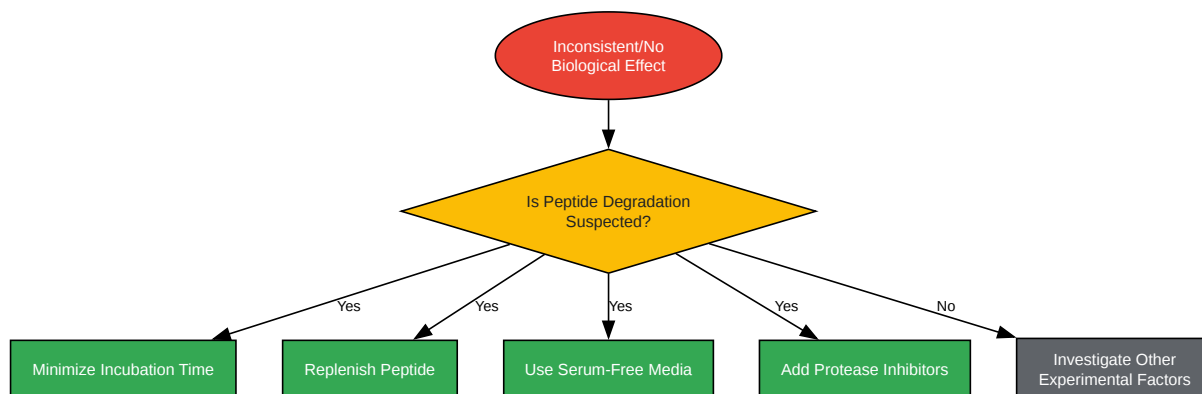 Inconsistent/No
Biological Effect
Is Peptide Degradation
Suspected?
Yes
Yes
Yes
Yes
No
Minimize Incubation Time
Replenish Peptide
Use Serum-Free Media
Add Protease Inhibitors
Investigate Other
Experimental Factors